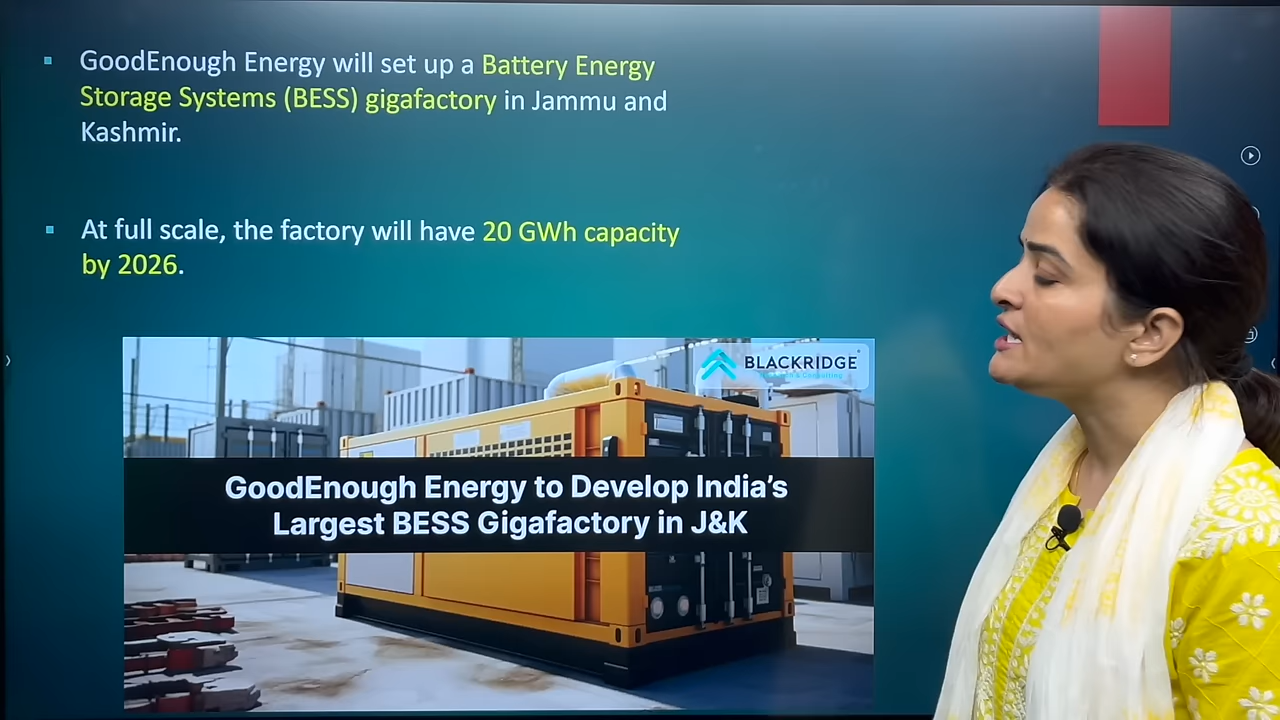 GoodEnough Energy will set up a Battery Energy
Storage Systems (BESS) gigafactory in Jammu and
Kashmir.
At full scale, the factory will have 20 GWh capacity
by 2026.
BLACKRIDGE
GoodEnough Energy to Develop India's
Largest BESS Gigafactory in J&K